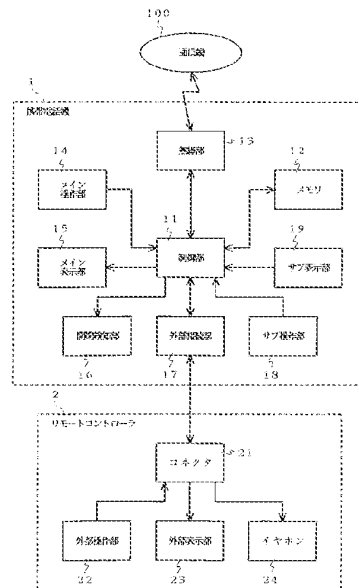 100
通信網
1
携帯電話機
14
無線部
13
12
メイン
操作部
メモリ
15
11
19
メイン
表示部
制御部
サブ表示部
開閉検出部
外部接続部
サブ操作部
16
17
18
2
リモートコントローラ
コネクタ
21
外部操作部
外部表示部
イヤホン
22
23
24